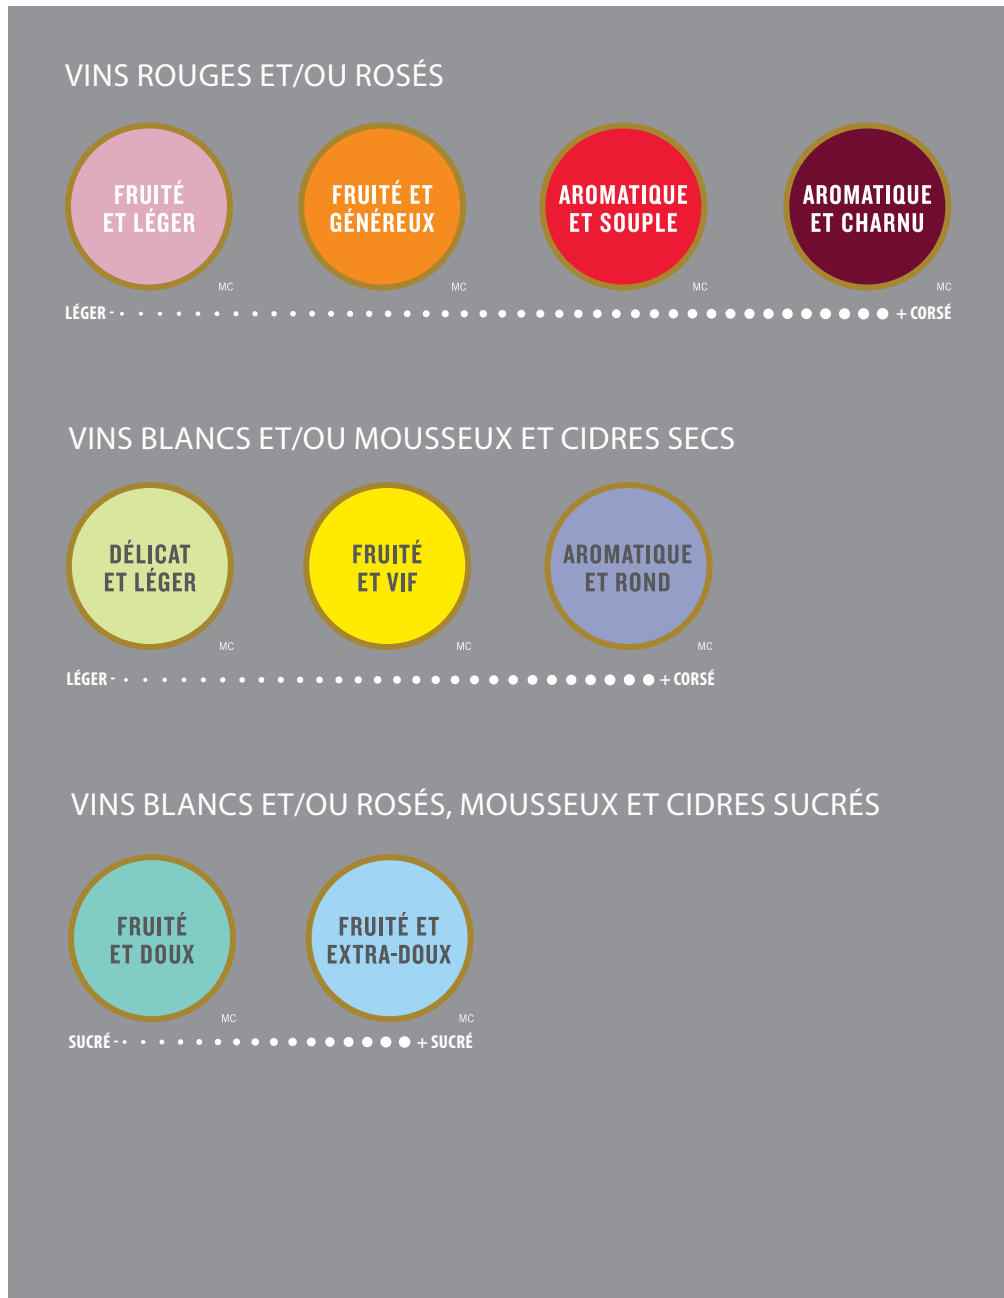 VINS ROUGES ET/OU ROSÉS
FRUITÉ
ET LÉGER
MC
FRUITÉ ET
GÉNÉREUX
MC
AROMATIQUE
ET SOUPLE
MC
AROMATIQUE
ET CHARNU
MC
LÉGER - + CORSÉ
VINS BLANCS ET/OU MOUSSEUX ET CIDRES SECS
DÉLICAT
ET LÉGER
MC
FRUITÉ
ET VIF
MC
AROMATIQUE
ET ROND
MC
LÉGER - + CORSÉ
VINS BLANCS ET/OU ROSÉS, MOUSSEUX ET CIDRES SUCRÉS
FRUITÉ
ET DOUX
MC
FRUITÉ ET
EXTRA-DOUX
MC
SUCRÉ - + SUCRÉ